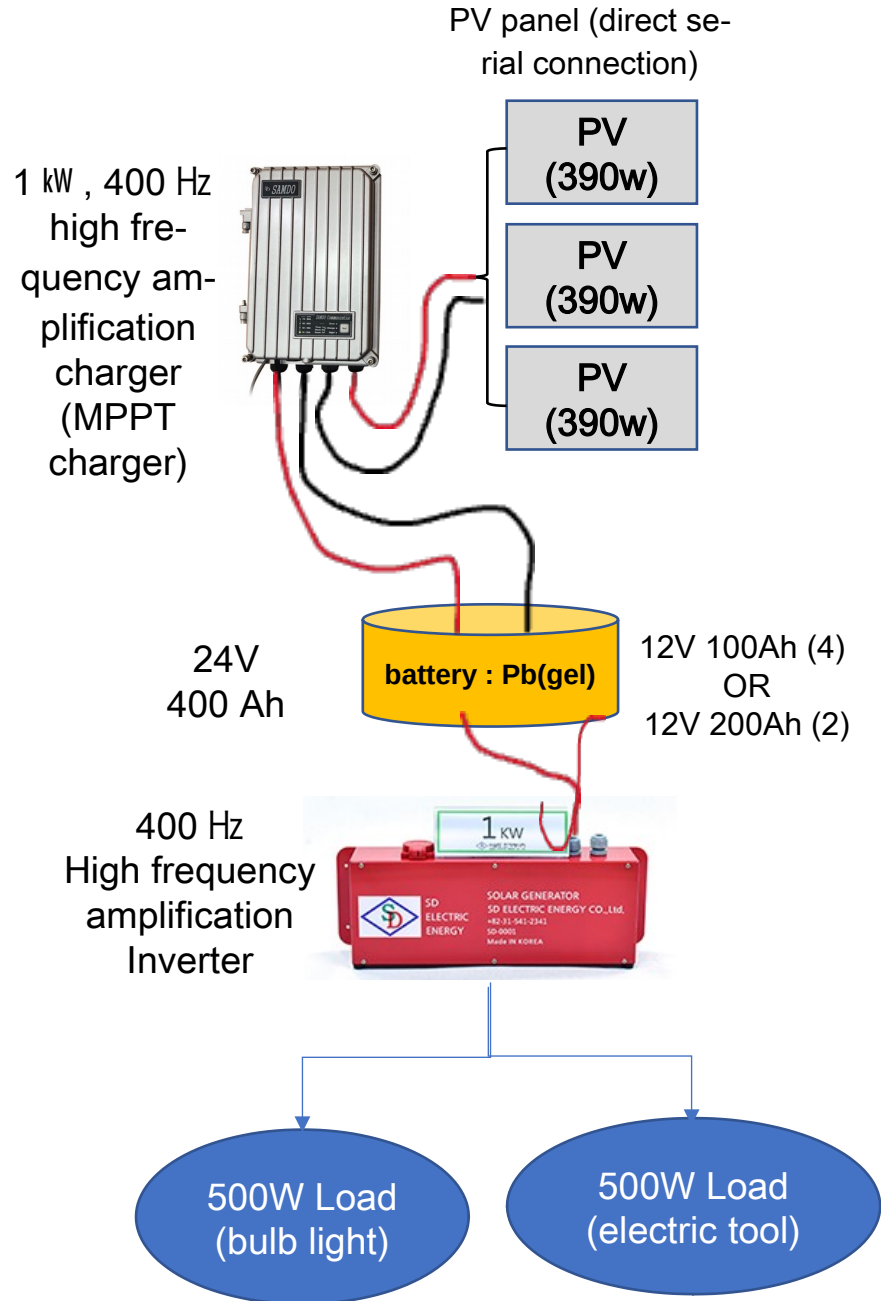 PV panel (direct se-
rial connection)
PV
(390w)
PV
(390w)
PV
(390w)
1 ㎾ , 400 ㎐
high fre-
quency am-
plification
charger
(MPPT
charger)
SAMDO
24V
400 Ah
battery : Pb(gel)
12V 100Ah (4)
OR
12V 200Ah (2)
400 ㎐
High frequency
amplification
Inverter
1 KW
SD
SD
ELECTRIC
ENERGY
SOLAR GENERATOR
SD ELECTRIC ENERGY CO.,Ltd.
+82-31-541-2341
SD-0001
Made IN KOREA
500W Load
(bulb light)
500W Load
(electric tool)